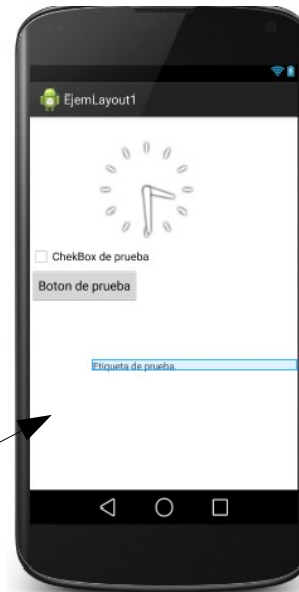 EjemLayout1
ChekBox de prueba
Boton de prueba
Etiqueta de prueba.